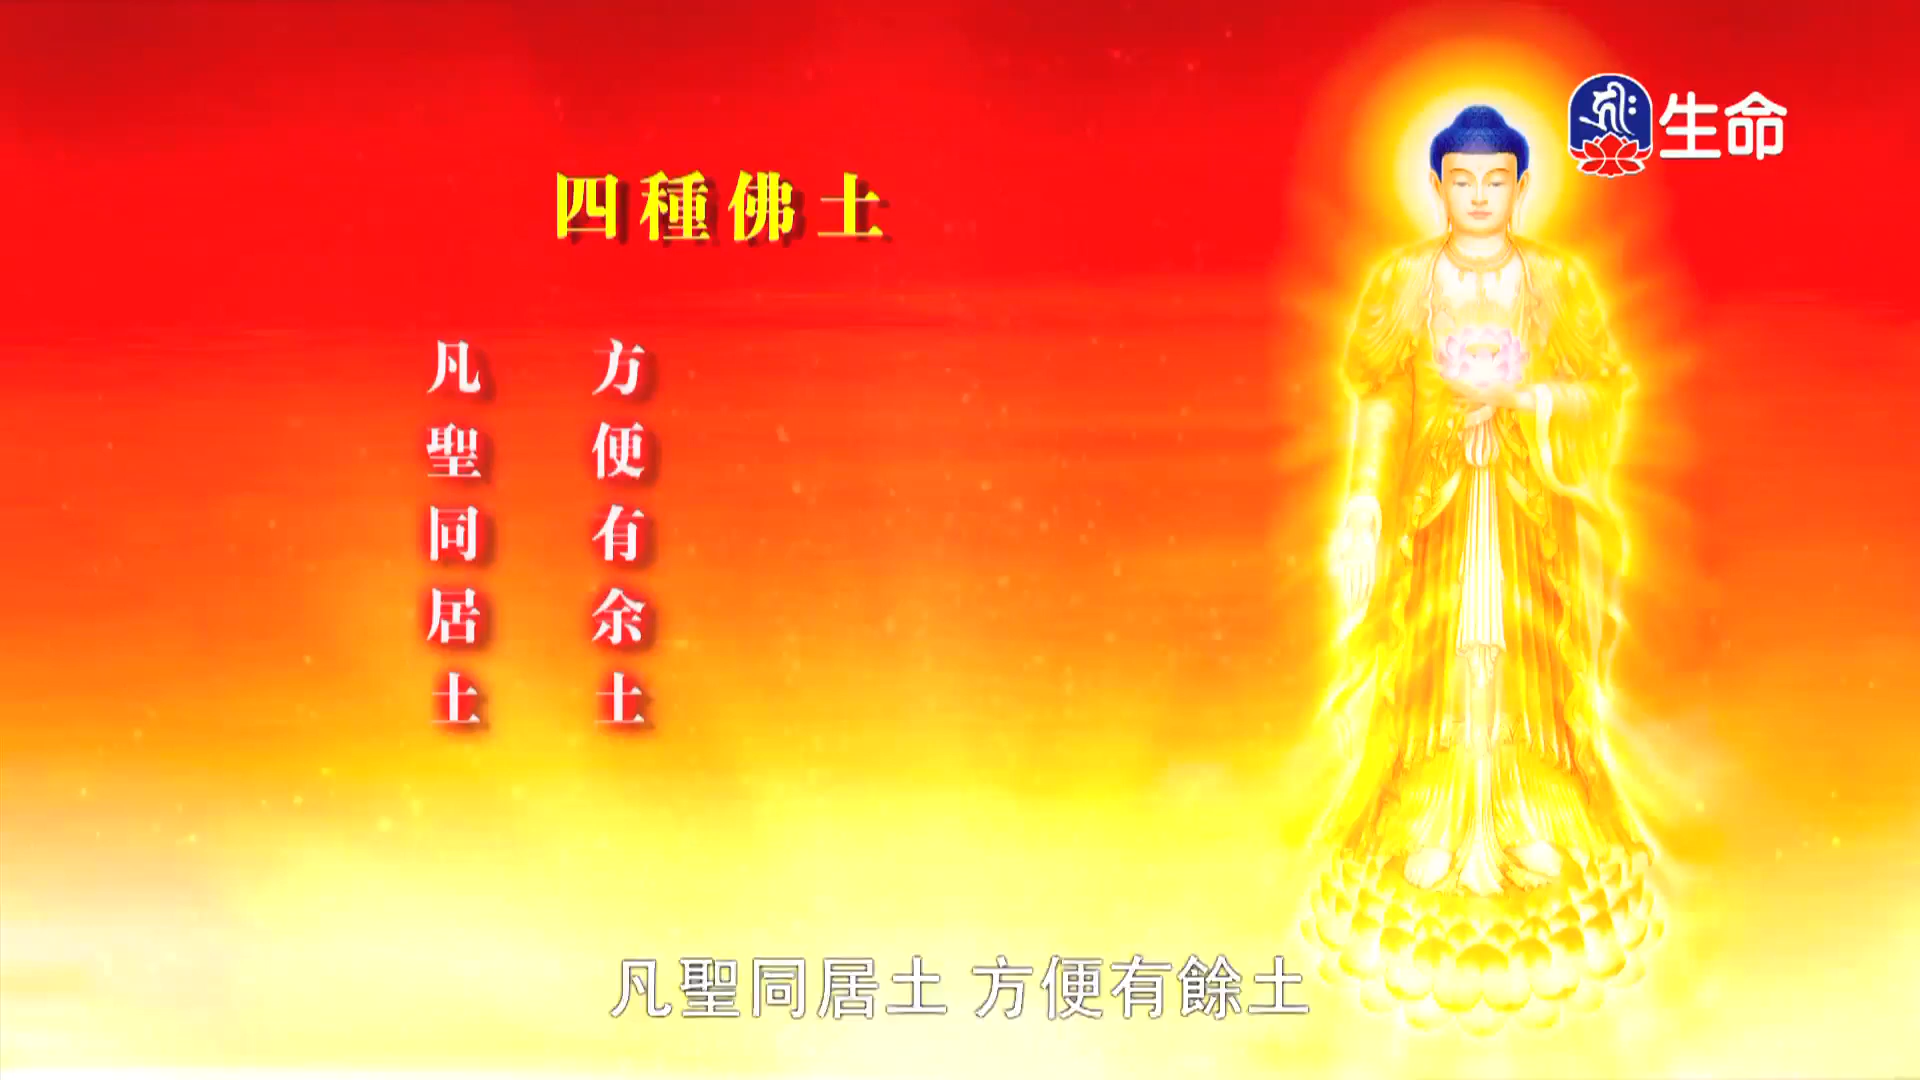 生命
四種佛土
凡聖同居土
方便有余土
凡聖同居土 方便有餘土